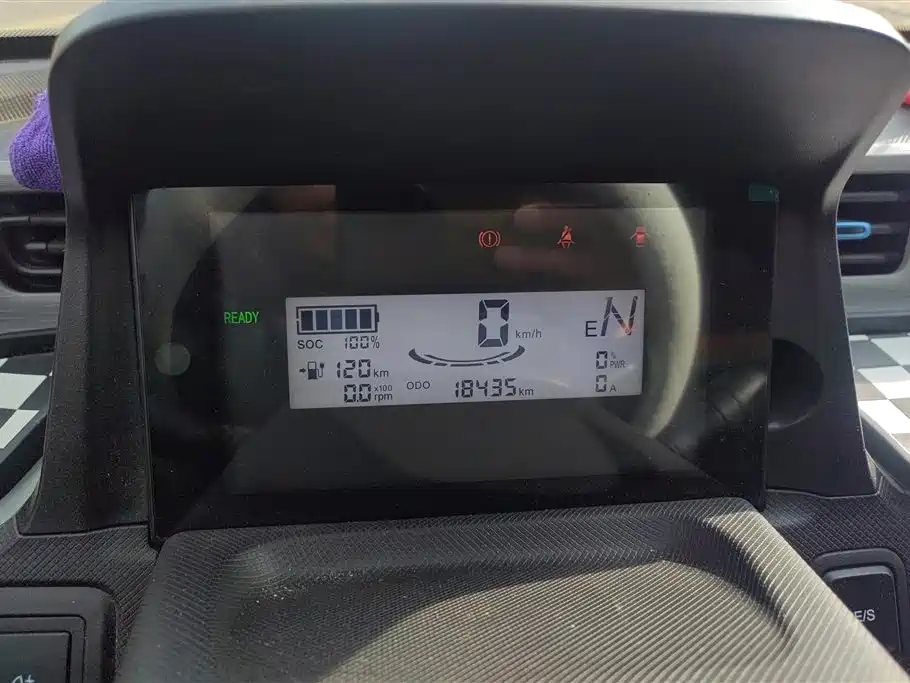 READY
SOC 100%
120 km
0.0 x100 rpm
0 km/h
ODO 18435 km
E N
0 % PWR
0 A
E/S